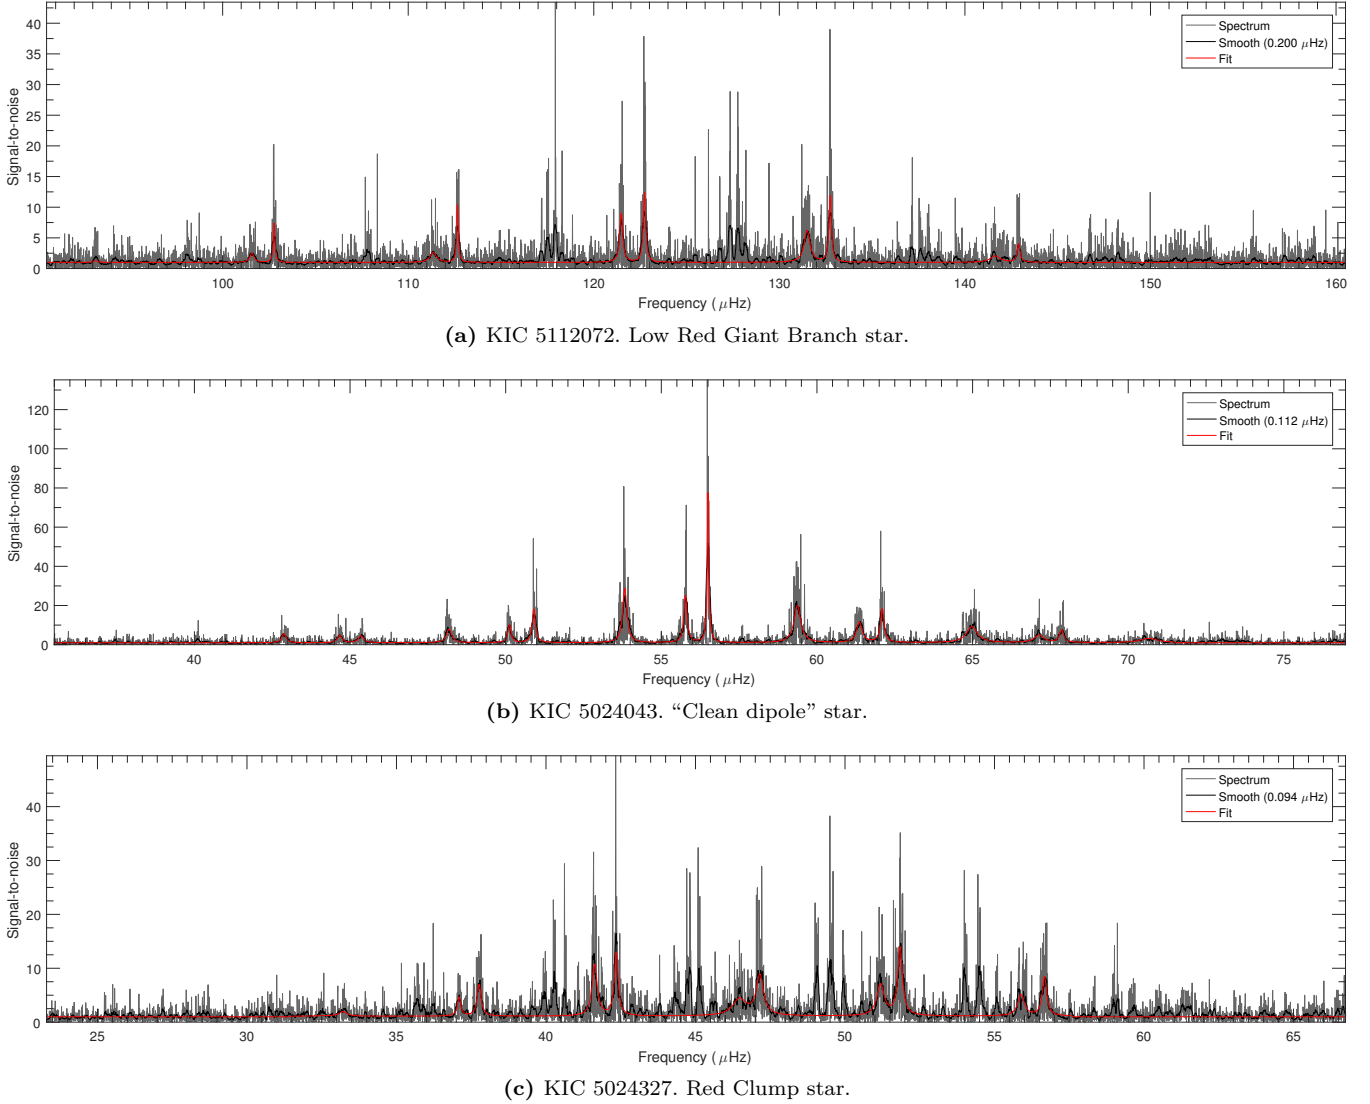 40
35
30
25
20
15
10
5
0
Signal-to-noise
Spectrum
Smooth (0.200 μHz)
Fit
100 110 120 130 140 150 160
Frequency ( μHz)
(a) KIC 5112072. Low Red Giant Branch star.
120
100
80
60
40
20
0
Signal-to-noise
Spectrum
Smooth (0.112 μHz)
Fit
40 45 50 55 60 65 70 75
Frequency ( μHz)
(b) KIC 5024043. “Clean dipole” star.
40
30
20
10
0
Signal-to-noise
Spectrum
Smooth (0.094 μHz)
Fit
25 30 35 40 45 50 55 60 65
Frequency ( μHz)
(c) KIC 5024327. Red Clump star.